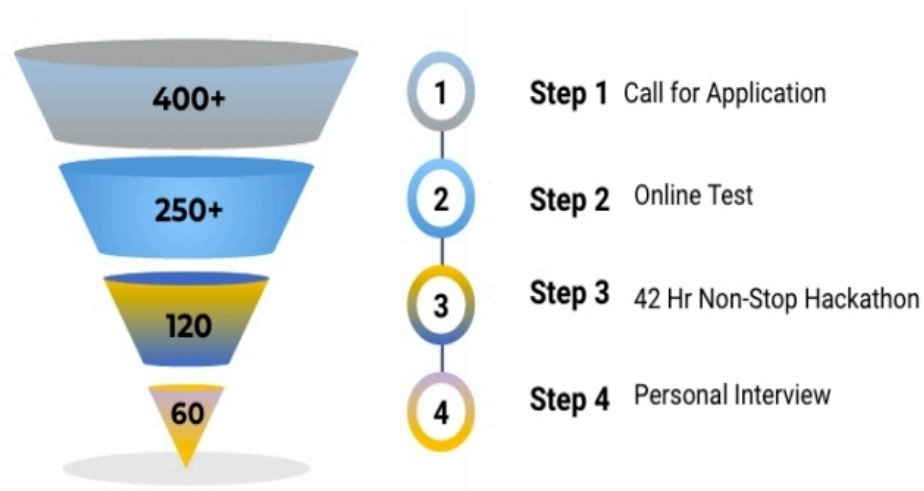 400+
1
Step 1 Call for Application
250+
2
Step 2 Online Test
120
3
Step 3 42 Hr Non-Stop Hackathon
60
4
Step 4 Personal Interview